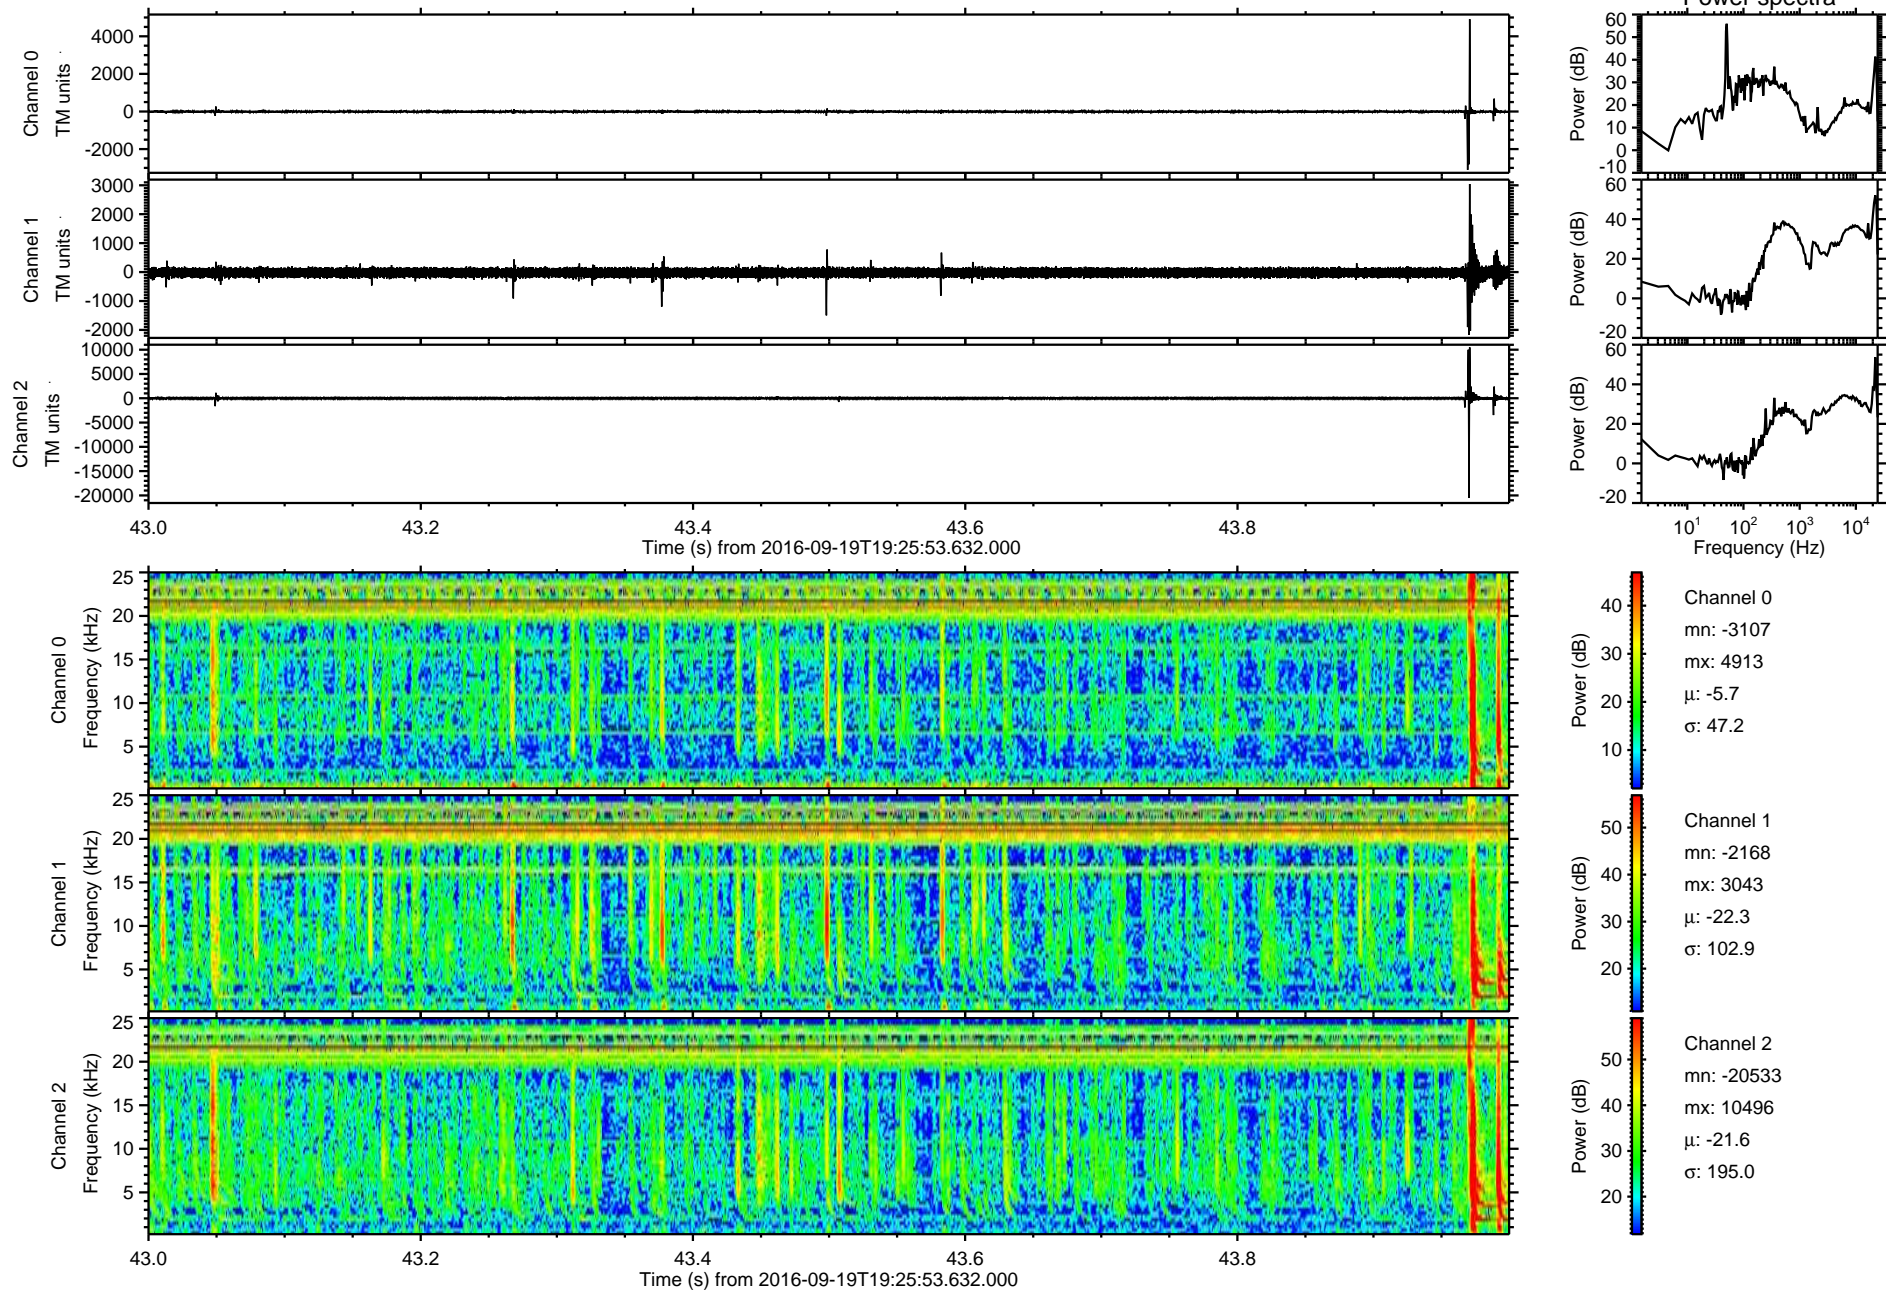 Power spectra
Channel 0
TM units
4000
2000
0
-2000
Power (dB)
60
50
40
30
20
10
0
-10
Channel 1
TM units
3000
2000
1000
0
-1000
-2000
Power (dB)
60
40
20
0
-20
Channel 2
TM units
10000
5000
0
-5000
-10000
-15000
-20000
Power (dB)
60
40
20
0
-20
43.0 43.2 43.4 43.6 43.8
Time (s) from 2016-09-19T19:25:53.632.000
10^1 10^2 10^3 10^4
Frequency (Hz)
Channel 0
Frequency (kHz)
25
20
15
10
5
Power (dB)
40
30
20
10
Channel 0
mn: -3107
mx: 4913
μ: -5.7
σ: 47.2
Channel 1
Frequency (kHz)
25
20
15
10
5
Power (dB)
50
40
30
20
Channel 1
mn: -2168
mx: 3043
μ: -22.3
σ: 102.9
Channel 2
Frequency (kHz)
25
20
15
10
5
Power (dB)
50
40
30
20
Channel 2
mn: -20533
mx: 10496
μ: -21.6
σ: 195.0
43.0 43.2 43.4 43.6 43.8
Time (s) from 2016-09-19T19:25:53.632.000